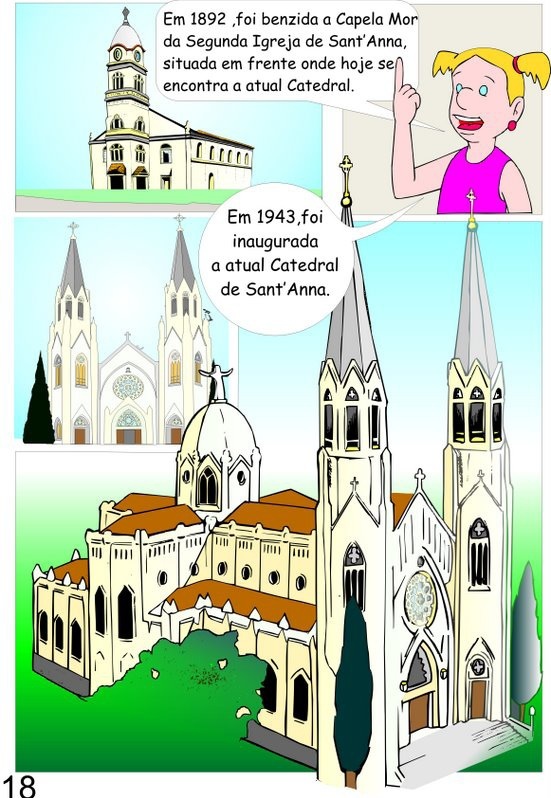 Em 1892 ,foi benzida a Capela Mor
da Segunda Igreja de Sant'Anna,
situada em frente onde hoje se
encontra a atual Catedral.
Em 1943,foi
inaugurada
a atual Catedral
de Sant'Anna.
18